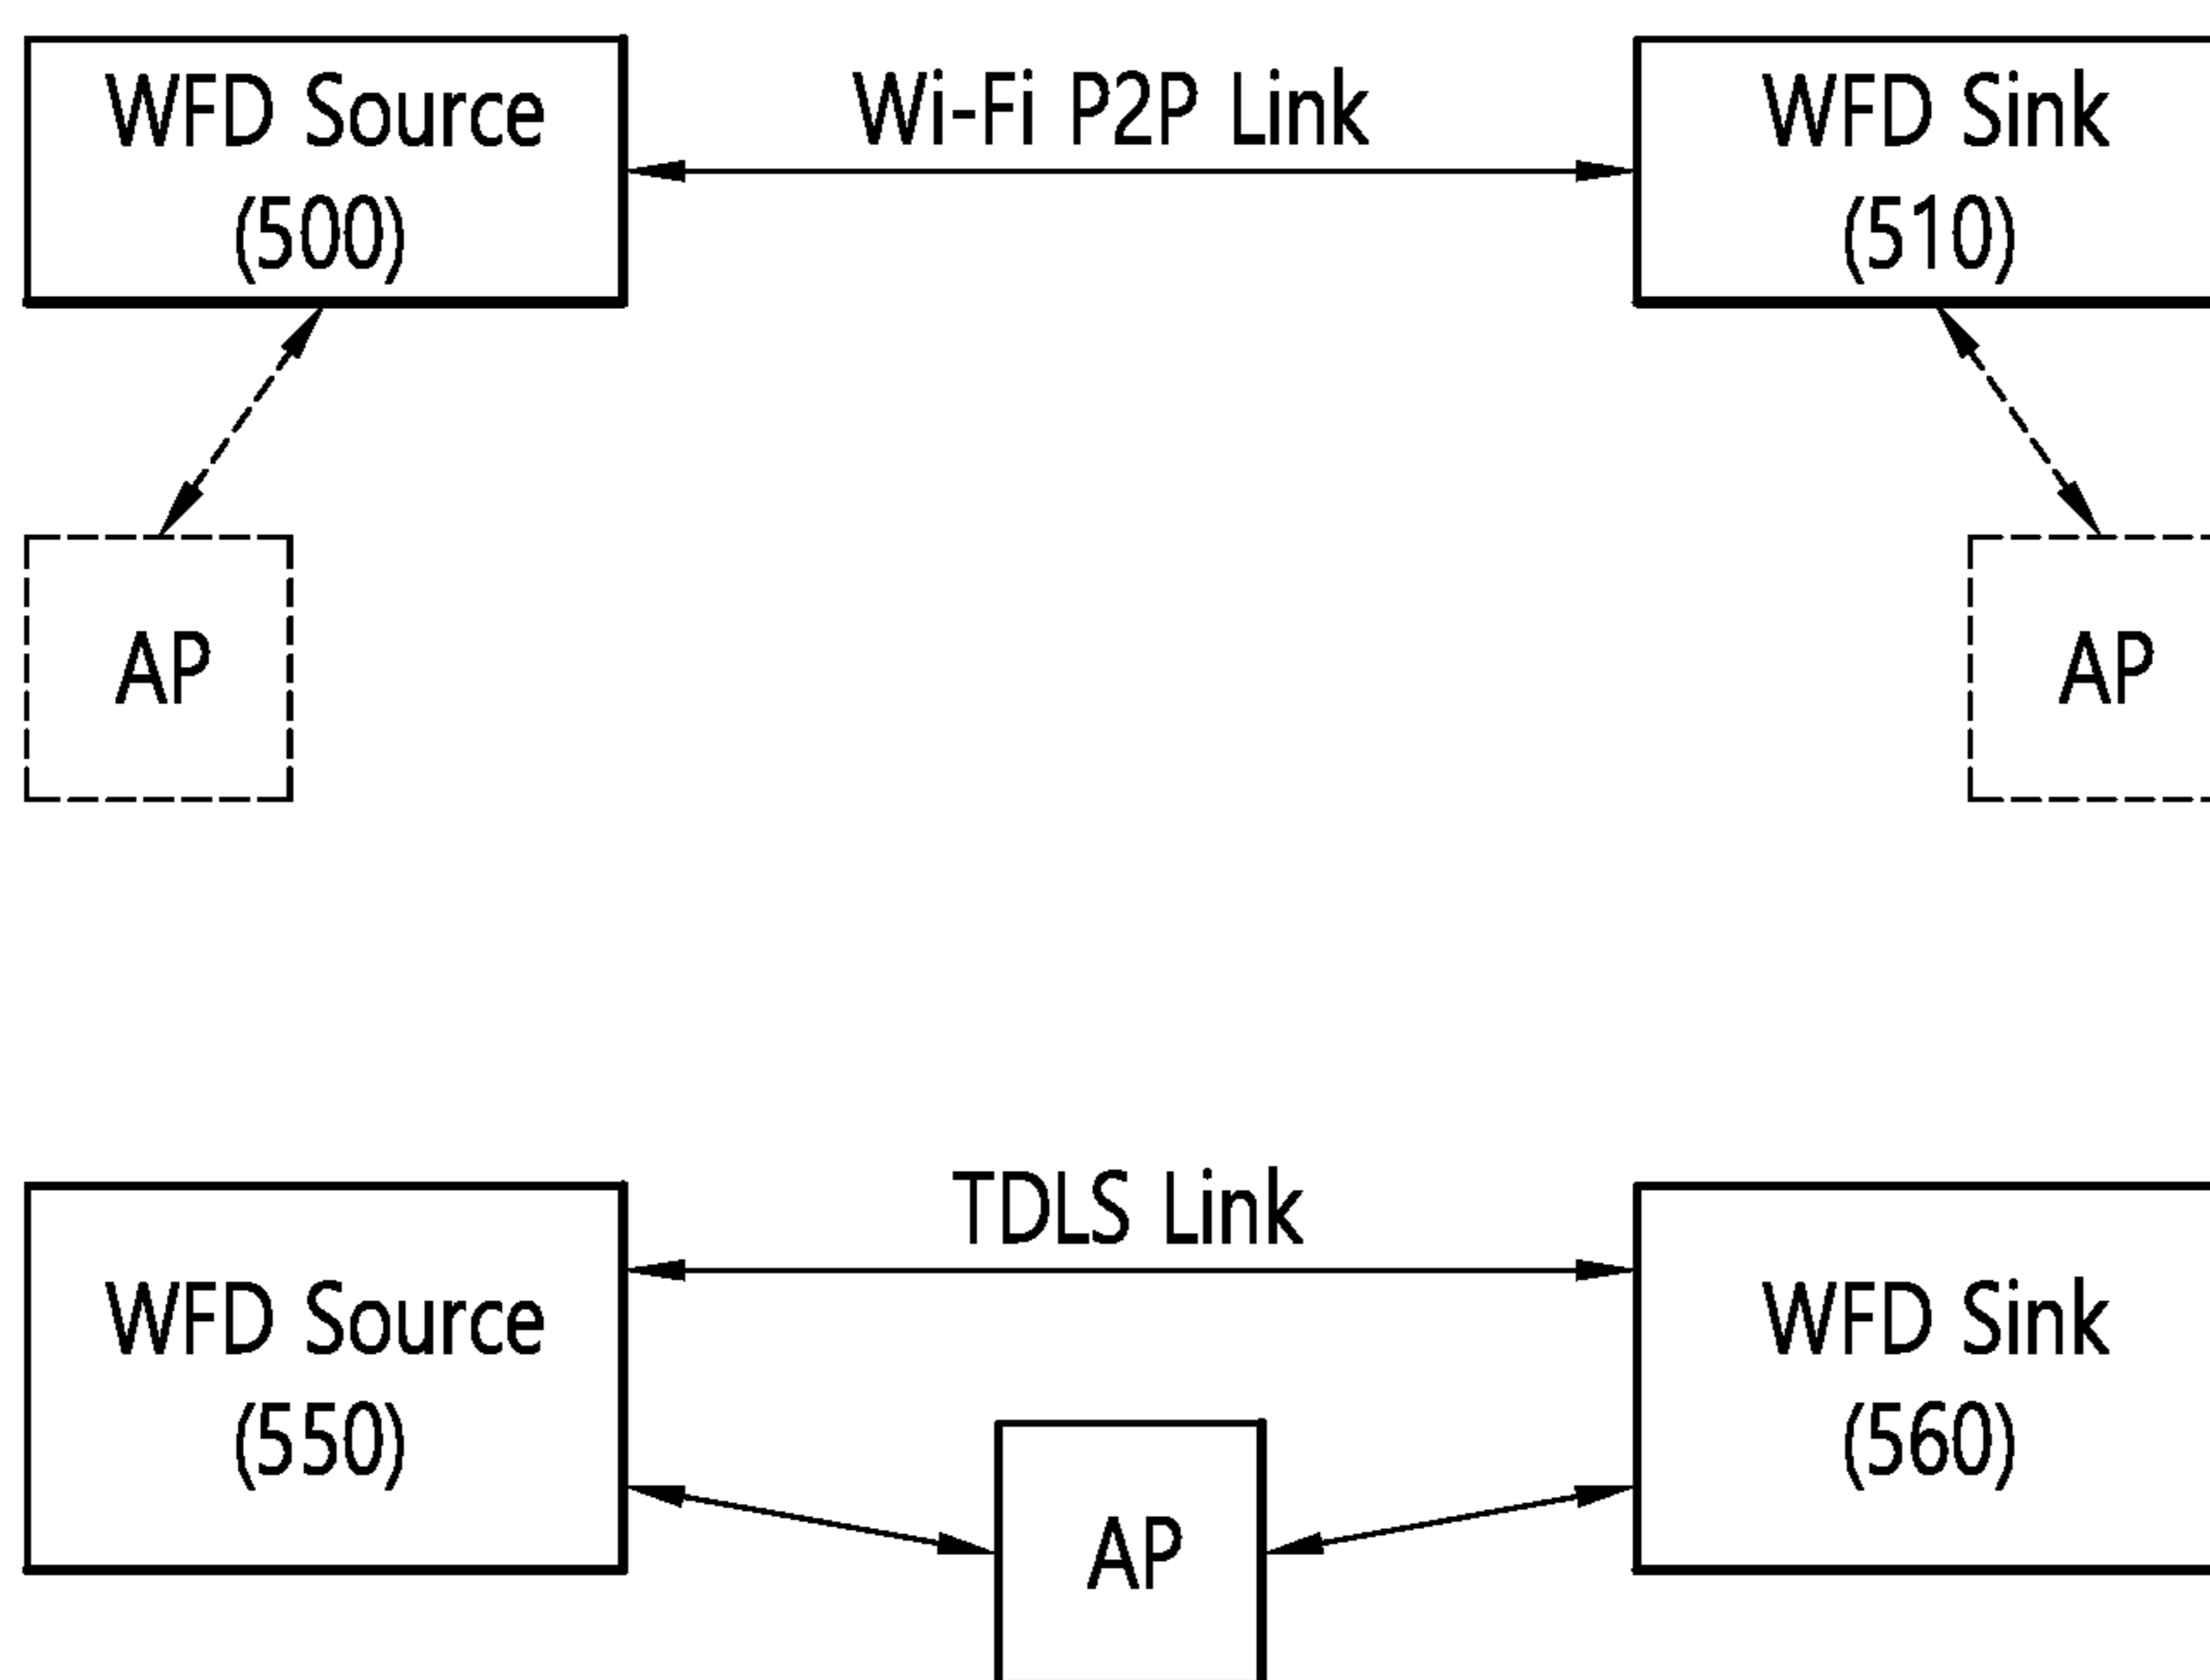 WFD Source
(500)
Wi-Fi P2P Link
WFD Sink
(510)
AP
AP
TDLS Link
WFD Source
(550)
WFD Sink
(560)
AP